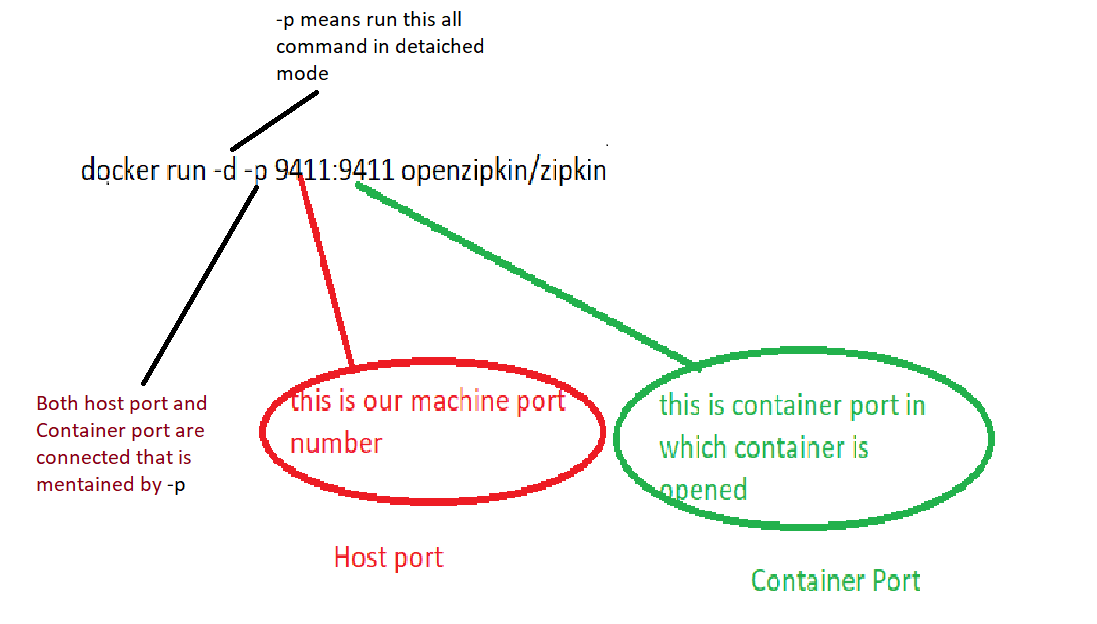 -p means run this all
command in detaiched
mode
docker run -d -p 9411:9411 openzipkin/zipkin
Both host port and
Container port are
connected that is
mentained by -p
this is our machine port
number
Host port
this is container port in
which container is
opened
Container Port